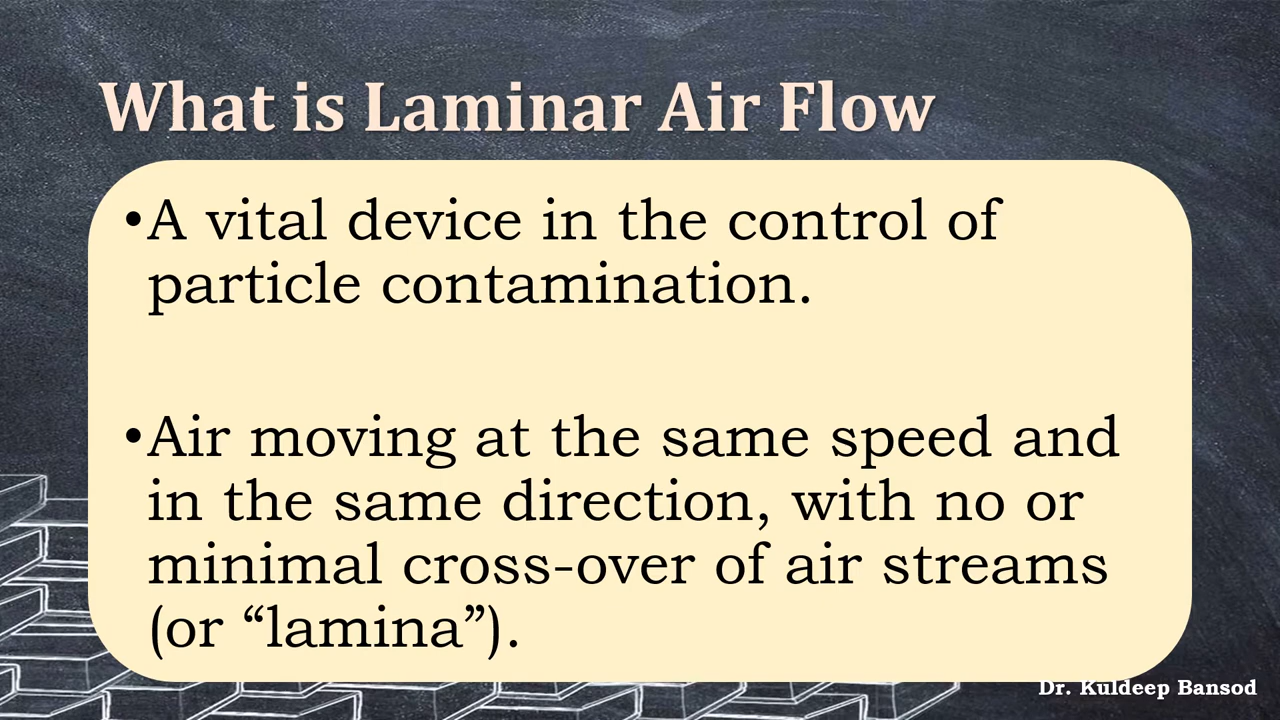 What is Laminar Air Flow
•A vital device in the control of
particle contamination.
•Air moving at the same speed and
in the same direction, with no or
minimal cross-over of air streams
(or “lamina”).
Dr. Kuldeep Bansod